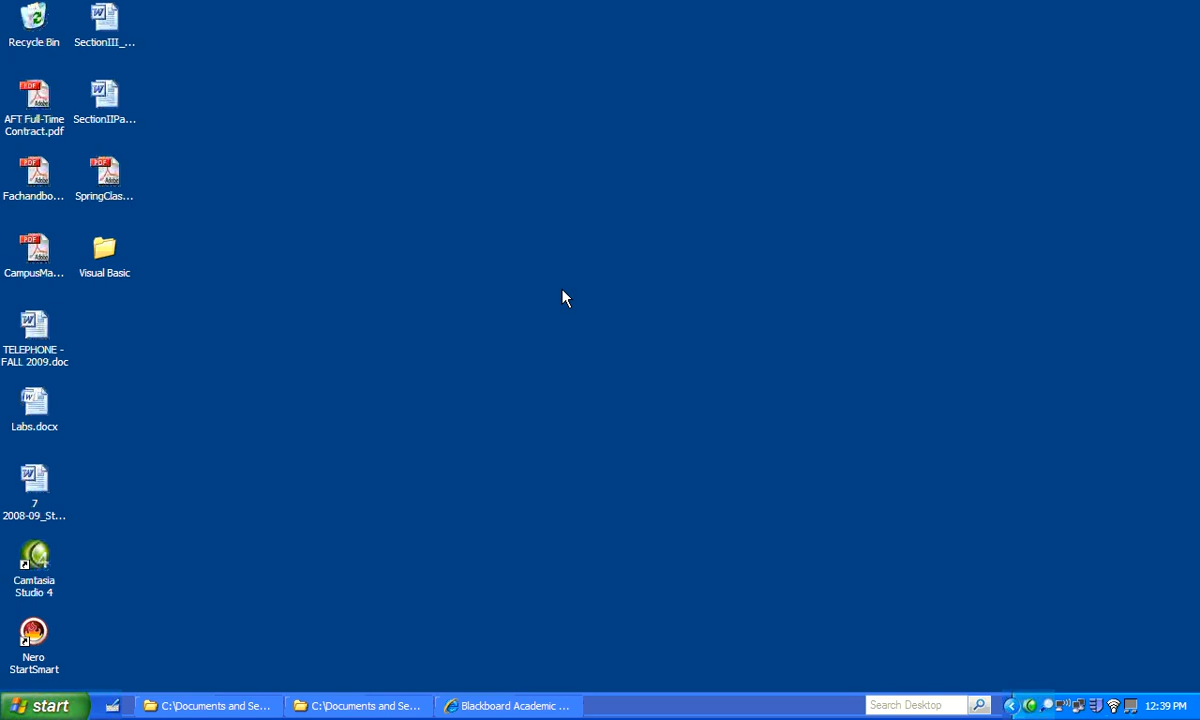 Recycle Bin
SectionIII_...
AFT Full-Time
Contract.pdf
SectionIIPa...
Fachandbo...
SpringClas...
CampusMa...
Visual Basic
TELEPHONE -
FALL 2009.doc
Labs.docx
7
2008-09_St...
Camtasia
Studio 4
Nero
StartSmart
start
C:\Documents and Se...
C:\Documents and Se...
Blackboard Academic ...
Search Desktop
12:39 PM